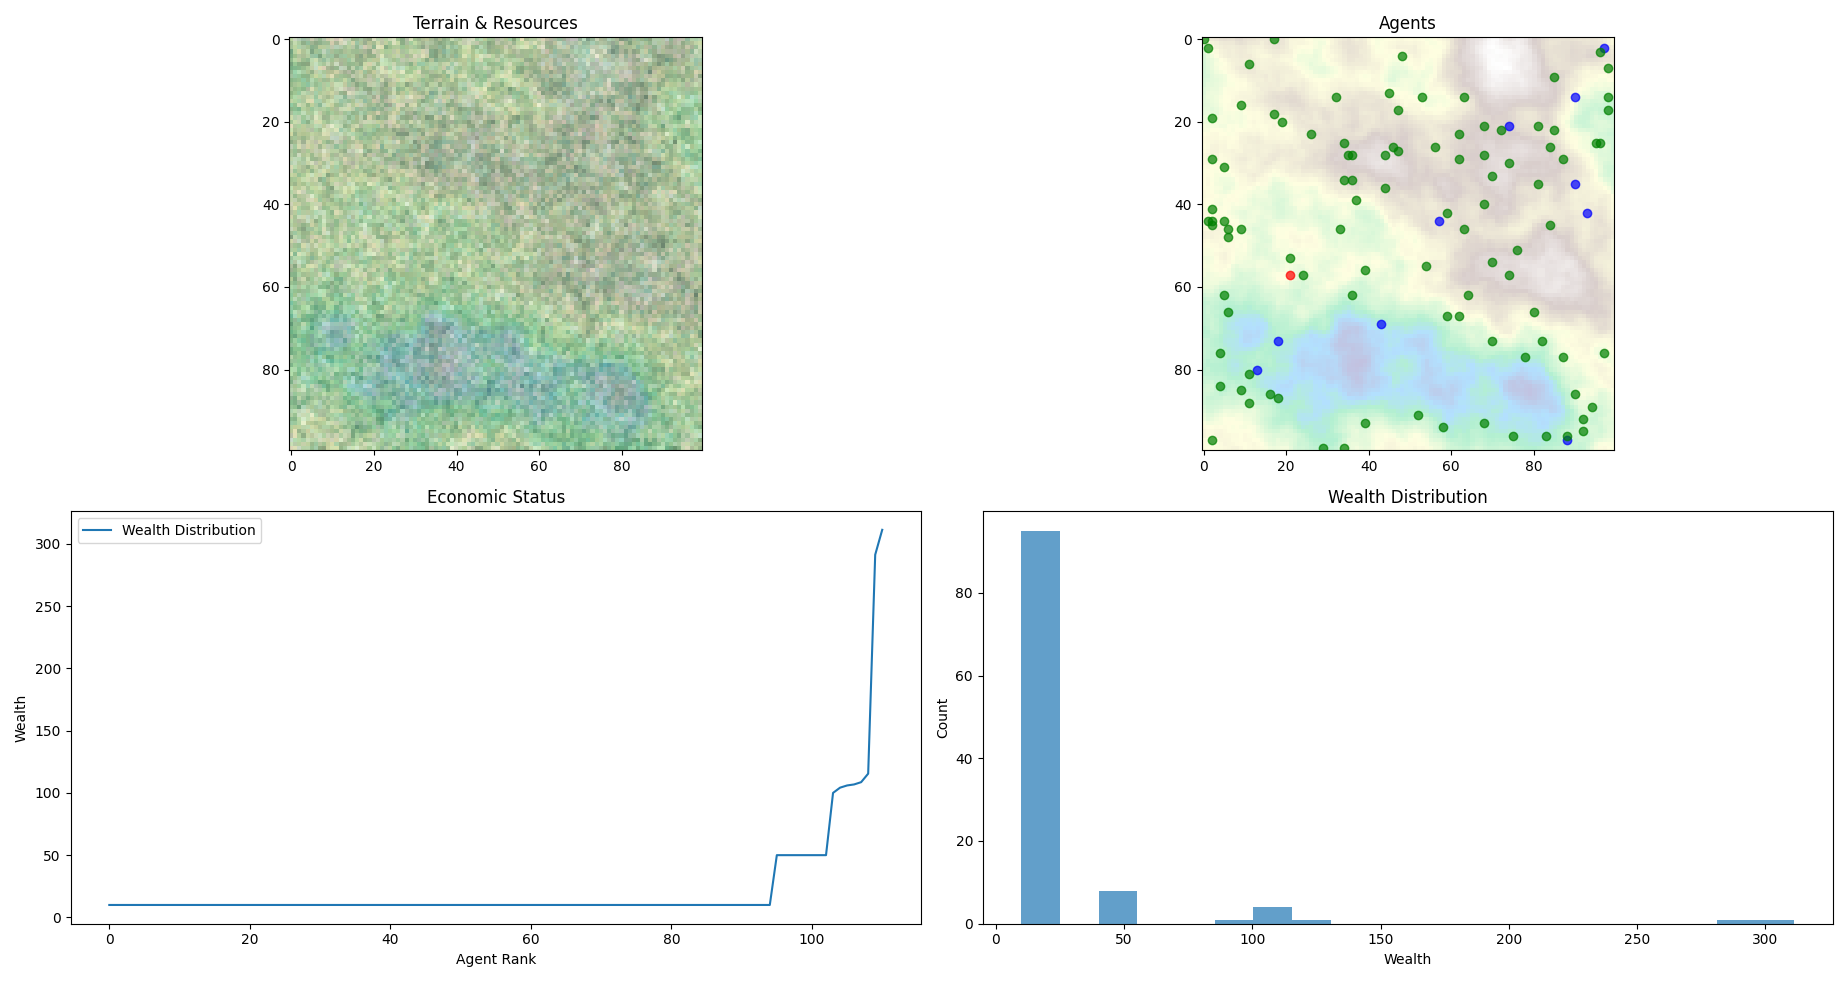 Terrain & Resources
0
20
40
60
80
0 20 40 60 80
Agents
0
20
40
60
80
0 20 40 60 80
Economic Status
Wealth Distribution
300
250
200
150
100
50
0
Wealth
0 20 40 60 80 100
Agent Rank
Wealth Distribution
80
60
40
20
0
Count
0 50 100 150 200 250 300
Wealth